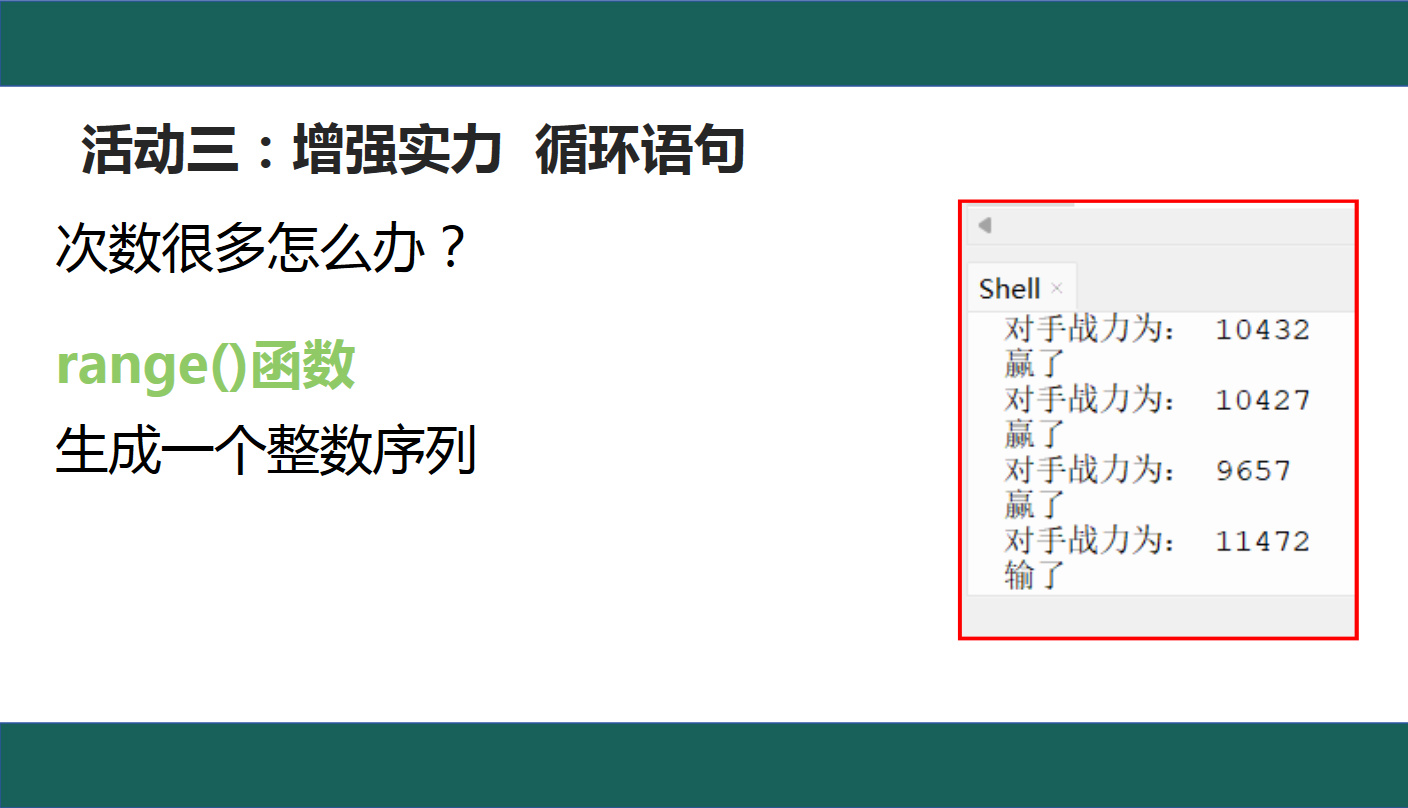 活动三：增强实力 循环语句
次数很多怎么办？
range()函数
生成一个整数序列
Shell ×
对手战力为： 10432
赢了
对手战力为： 10427
赢了
对手战力为： 9657
赢了
对手战力为： 11472
输了